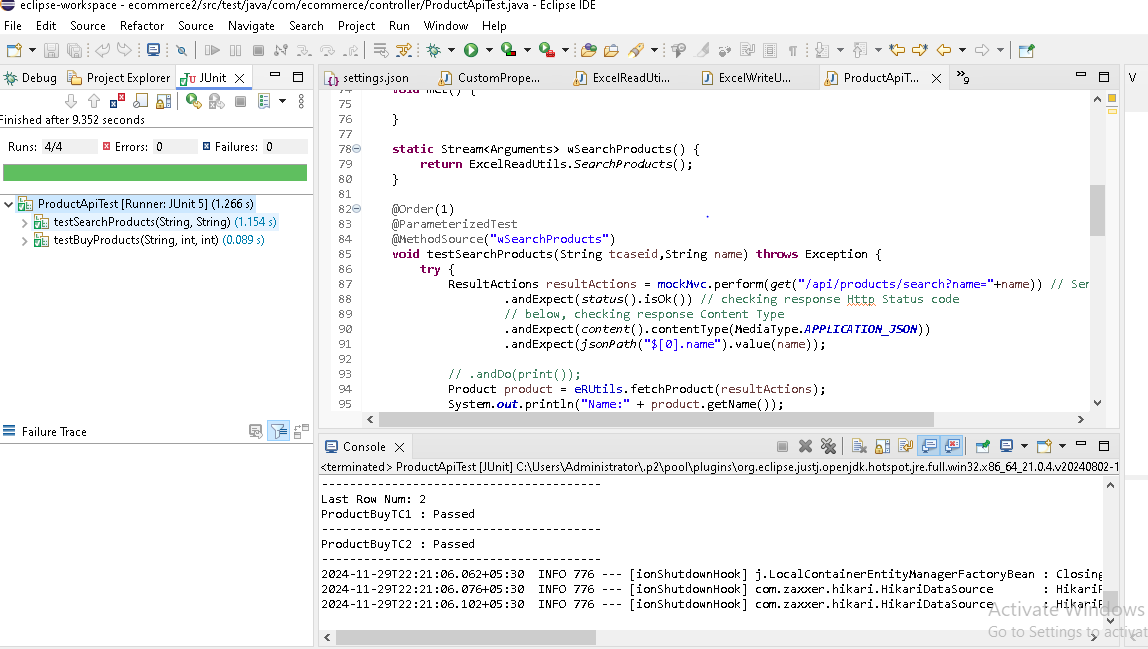 eclipse-workspace - ecommerce2/src/test/java/com/ecommerce/controller/ProductApiTest.java - Eclipse IDE
File Edit Source Refactor Source Navigate Search Project Run Window Help
Debug Project Explorer JUnit
Finished after 9.352 seconds
Runs: 4/4 Errors: 0 Failures: 0
ProductApiTest [Runner: JUnit 5] (1.266 s)
testSearchProducts(String, String) (1.154 s)
testBuyProducts(String, int, int) (0.089 s)
Failure Trace
settings.json CustomPrope... ExcelReadUti... ExcelWriteU... ProductApiT... »9 V
74 void met() {
75
76 }
77
78 static Stream<Arguments> wSearchProducts() {
79 return ExcelReadUtils.SearchProducts();
80 }
81
82 @Order(1)
83 @ParameterizedTest
84 @MethodSource("wSearchProducts")
85 void testSearchProducts(String tcaseid,String name) throws Exception {
86 try {
87 ResultActions resultActions = mockMvc.perform(get("/api/products/search?name="+name)) // Ser
88 .andExpect(status().isOk()) // checking response Http Status code
89 // below, checking response Content Type
90 .andExpect(content().contentType(MediaType.APPLICATION_JSON))
91 .andExpect(jsonPath("$[0].name").value(name));
92
93 // .andDo(print());
94 Product product = eRUtils.fetchProduct(resultActions);
95 System.out.println("Name:" + product.getName());
Console
<terminated> ProductApiTest [JUnit] C:\Users\Administrator\.p2\pool\plugins\org.eclipse.justj.openjdk.hotspot.jre.full.win32.x86_64_21.0.4.v20240802-1
----------------------------------------
Last Row Num: 2
ProductBuyTC1 : Passed
----------------------------------------
ProductBuyTC2 : Passed
----------------------------------------
2024-11-29T22:21:06.062+05:30 INFO 776 --- [ionShutdownHook] j.LocalContainerEntityManagerFactoryBean : Closing
2024-11-29T22:21:06.076+05:30 INFO 776 --- [ionShutdownHook] com.zaxxer.hikari.HikariDataSource : HikariP
2024-11-29T22:21:06.102+05:30 INFO 776 --- [ionShutdownHook] com.zaxxer.hikari.HikariDataSource : HikariP
Activate Windows
Go to Settings to activat